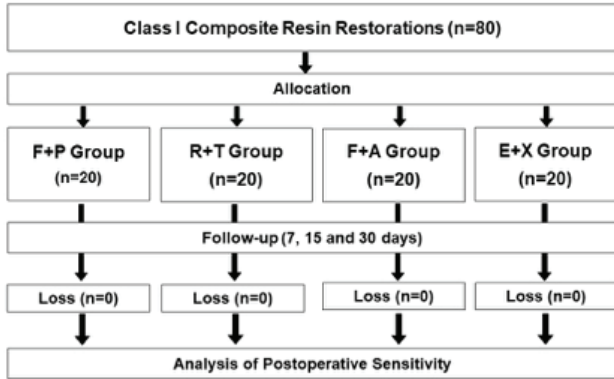 Class I Composite Resin Restorations (n=80)
Allocation
F+P Group
(n=20)
R+T Group
(n=20)
F+A Group
(n=20)
E+X Group
(n=20)
Follow-up (7, 15 and 30 days)
Loss (n=0)
Loss (n=0)
Loss (n=0)
Loss (n=0)
Analysis of Postoperative Sensitivity